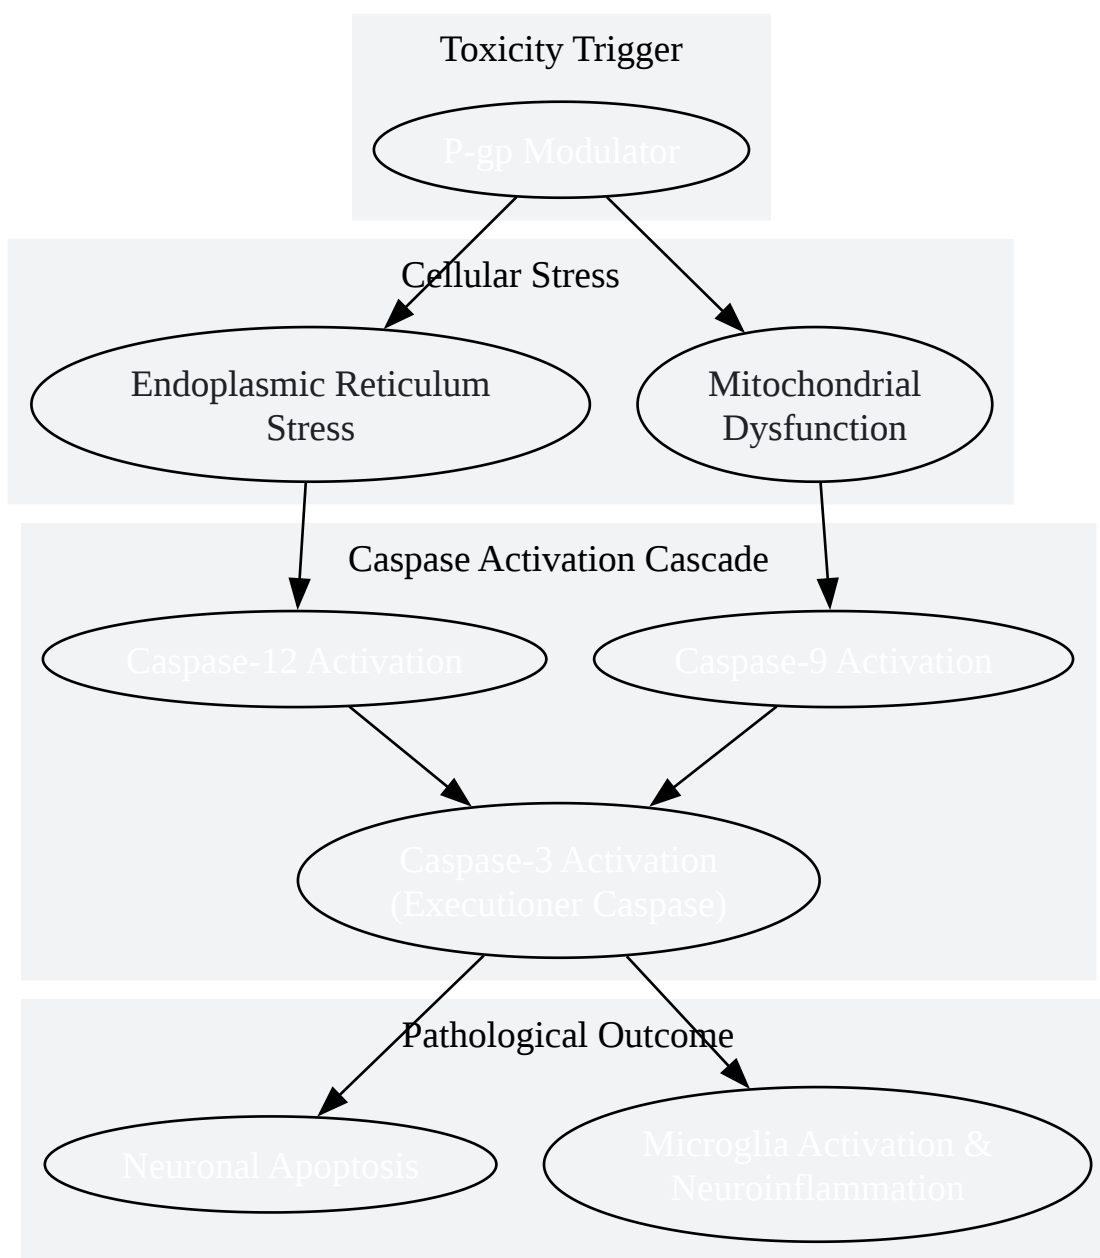 Toxicity Trigger
P-gp Modulator
Cellular Stress
Endoplasmic Reticulum
Stress
Mitochondrial
Dysfunction
Caspase Activation Cascade
Caspase-12 Activation
Caspase-9 Activation
Caspase-3 Activation
(Executioner Caspase)
Pathological Outcome
Neuronal Apoptosis
Microglia Activation &
Neuroinflammation